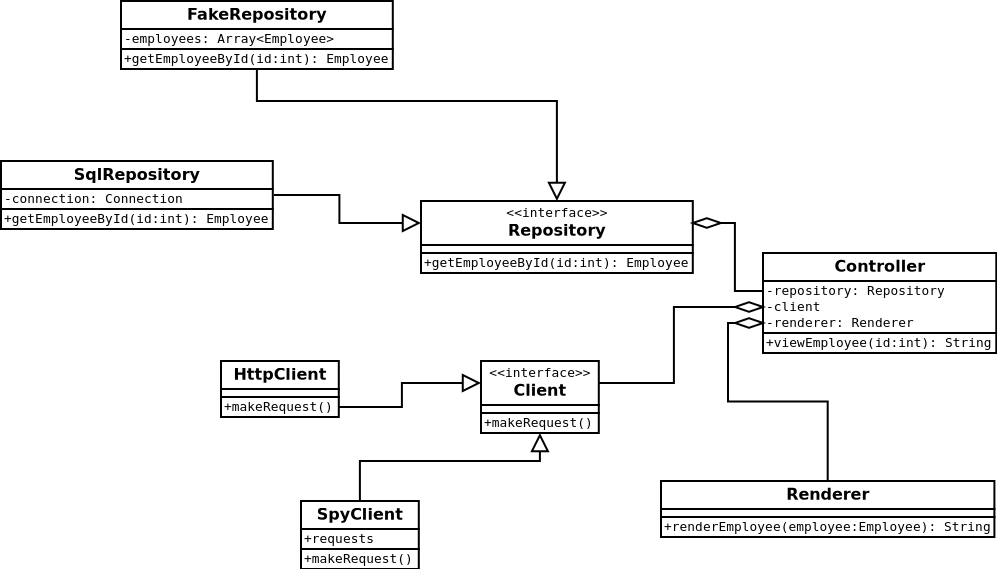 FakeRepository
-employees: Array<Employee>
+getEmployeeById(id:int): Employee
SqlRepository
-connection: Connection
+getEmployeeById(id:int): Employee
<<interface>>
Repository
+getEmployeeById(id:int): Employee
Controller
-repository: Repository
-client
-renderer: Renderer
+viewEmployee(id:int): String
HttpClient
+makeRequest()
<<interface>>
Client
+makeRequest()
SpyClient
+requests
+makeRequest()
Renderer
+renderEmployee(employee:Employee): String